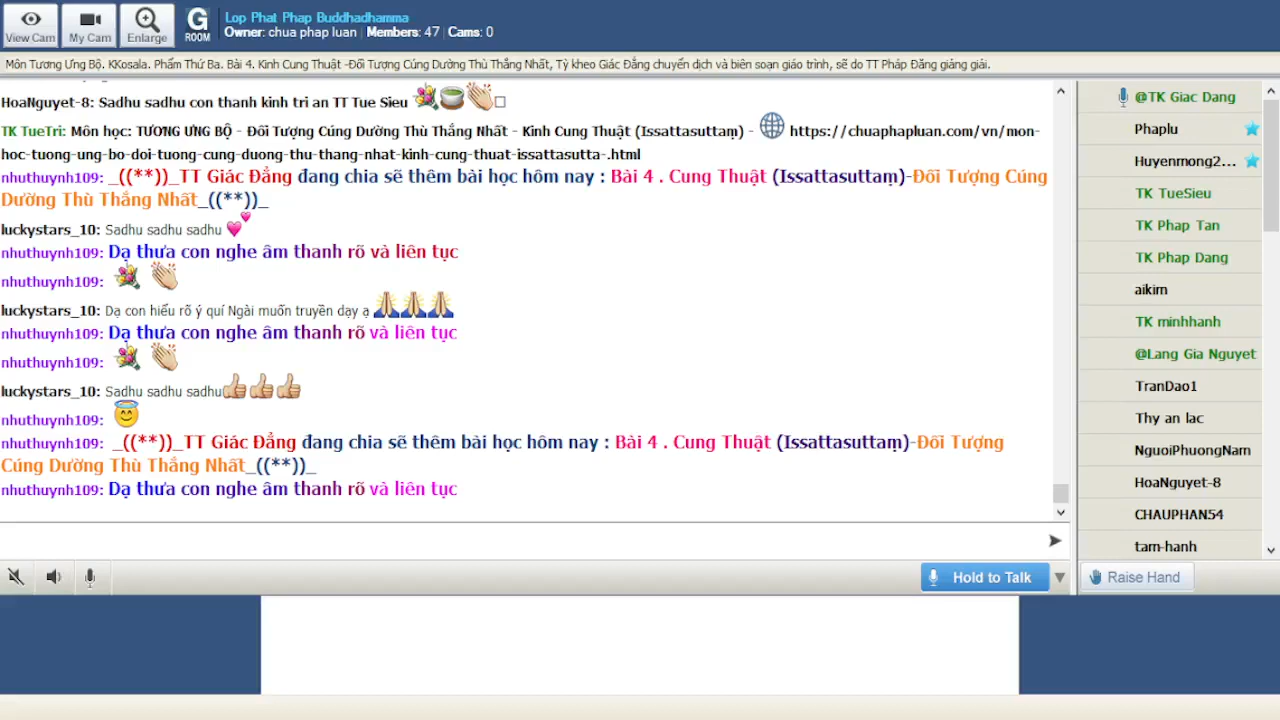 View Cam
My Cam
Enlarge
G
ROOM
Lop Phat Phap Buddhadhamma
Owner: chua phap luan | Members: 47 | Cams: 0
Môn Tương Ưng Bộ. KKosala. Phẩm Thứ Ba. Bài 4. Kinh Cung Thuật -Đối Tượng Cúng Dường Thù Thắng Nhất, Tỳ kheo Giác Đẳng chuyển dịch và biên soạn giáo trình, sẽ do TT Pháp Đăng giảng giải.
HoaNguyet-8: Sadhu sadhu con thanh kinh tri an TT Tue Sieu
TK TueTri: Môn học: TƯƠNG ƯNG BỘ - Đối Tượng Cúng Dường Thù Thắng Nhất - Kinh Cung Thuật (Issattasuttaṃ) - https://chuaphapluan.com/vn/mon-
hoc-tuong-ung-bo-doi-tuong-cung-duong-thu-thang-nhat-kinh-cung-thuat-issattasutta-.html
nhuthuynh109: _((**))_TT Giác Đẳng đang chia sẽ thêm bài học hôm nay : Bài 4 . Cung Thuật (Issattasuttaṃ)-Đối Tượng Cúng
Dường Thù Thắng Nhất_((**))_
luckystars_10: Sadhu sadhu sadhu
nhuthuynh109: Dạ thưa con nghe âm thanh rõ và liên tục
nhuthuynh109:
luckystars_10: Dạ con hiểu rõ ý quí Ngài muốn truyền dạy ạ
nhuthuynh109: Dạ thưa con nghe âm thanh rõ và liên tục
nhuthuynh109:
luckystars_10: Sadhu sadhu sadhu
nhuthuynh109:
nhuthuynh109: _((**))_TT Giác Đẳng đang chia sẽ thêm bài học hôm nay : Bài 4 . Cung Thuật (Issattasuttaṃ)-Đối Tượng
Cúng Dường Thù Thắng Nhất_((**))_
nhuthuynh109: Dạ thưa con nghe âm thanh rõ và liên tục
@TK Giac Dang
Phaplu
Huyenmong2...
TK TueSieu
TK Phap Tan
TK Phap Dang
aikim
TK minhhanh
@Lang Gia Nguyet
TranDao1
Thy an lac
NguoiPhuongNam
HoaNguyet-8
CHAUPHAN54
tam-hanh
Hold to Talk
Raise Hand